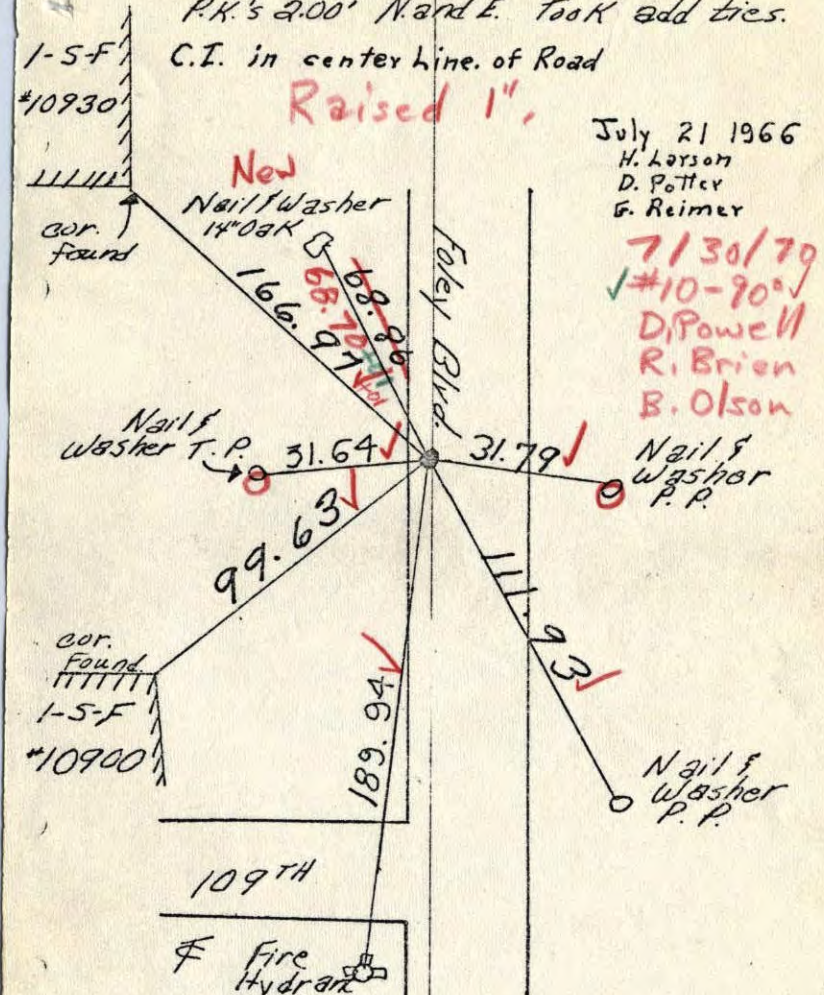 P.K.'s 2.00' N. and E. Took add ties.
1-S-F
#10930
C.I. in center Line. of Road
Raised 1".
July 21 1966
H. Larson
D. Potter
G. Reimer
New
Nail & Washer
14" Oak
cor.
found
7/30/79
✓#10-90°✓
D. Powell
R. Brien
B. Olson
166.97
68.70
68.86
Foley Blvd.
Nail &
Washer T.P.
31.64
31.79
Nail &
Washer
P.P.
99.63
111.93
cor.
Found
1-S-F
#10900
189.94
Nail &
Washer
P.P.
109TH
Fire
Hydrant